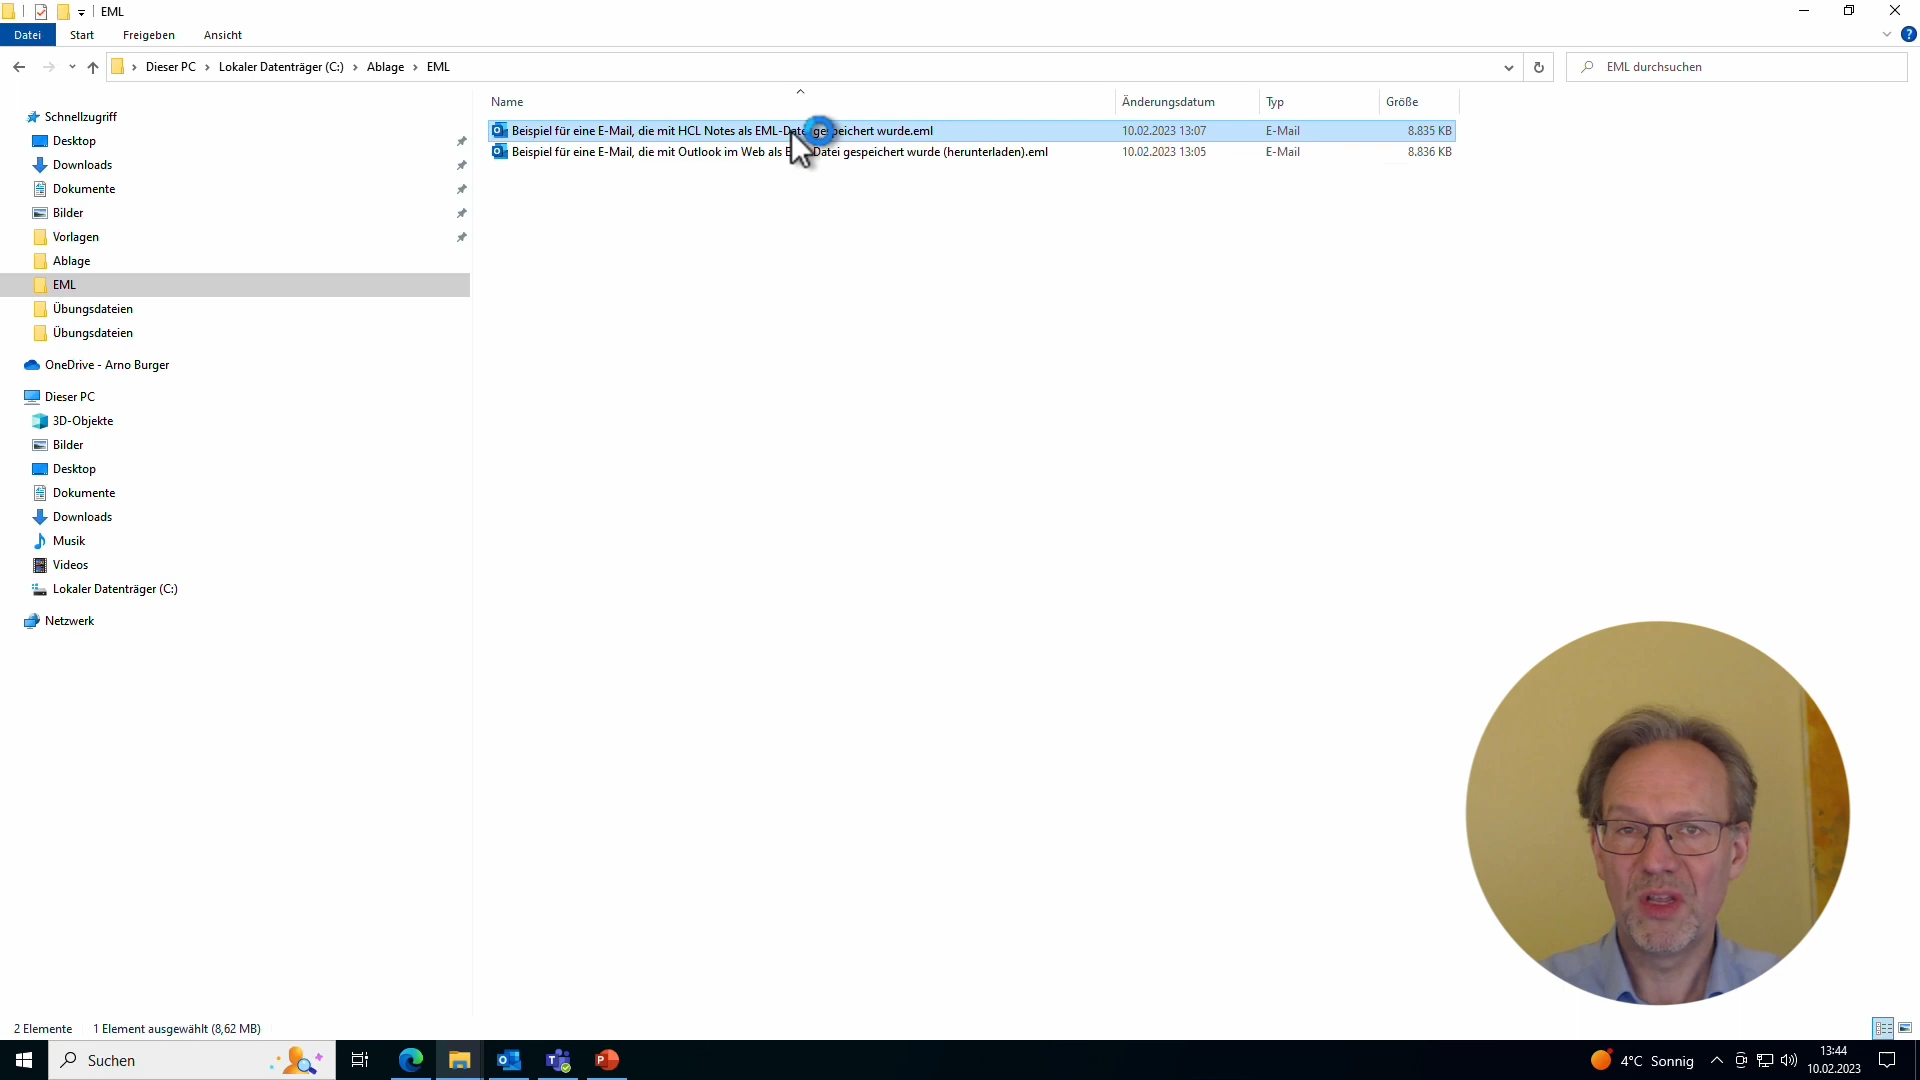 EML
Datei Start Freigeben Ansicht
Dieser PC Lokaler Datenträger (C:) Ablage EML
EML durchsuchen
Name Änderungsdatum Typ Größe
Beispiel für eine E-Mail, die mit HCL Notes als gespeichert wurde.eml 10.02.2023 13:07 E-Mail 8.835 KB
Beispiel für eine E-Mail, die mit Outlook im Web als gespeichert wurde (herunterladen).eml 10.02.2023 13:05 E-Mail 8.836 KB
Schnellzugriff
Desktop
Downloads
Dokumente
Bilder
Vorlagen
Ablage
EML
Übungsdateien
Übungsdateien
OneDrive - Arno Burger
Dieser PC
3D-Objekte
Bilder
Desktop
Dokumente
Downloads
Musik
Videos
Lokaler Datenträger (C:)
Netzwerk
2 Elemente 1 Element ausgewählt (8,62 MB)
Suchen
4°C Sonnig
13:44
10.02.2023